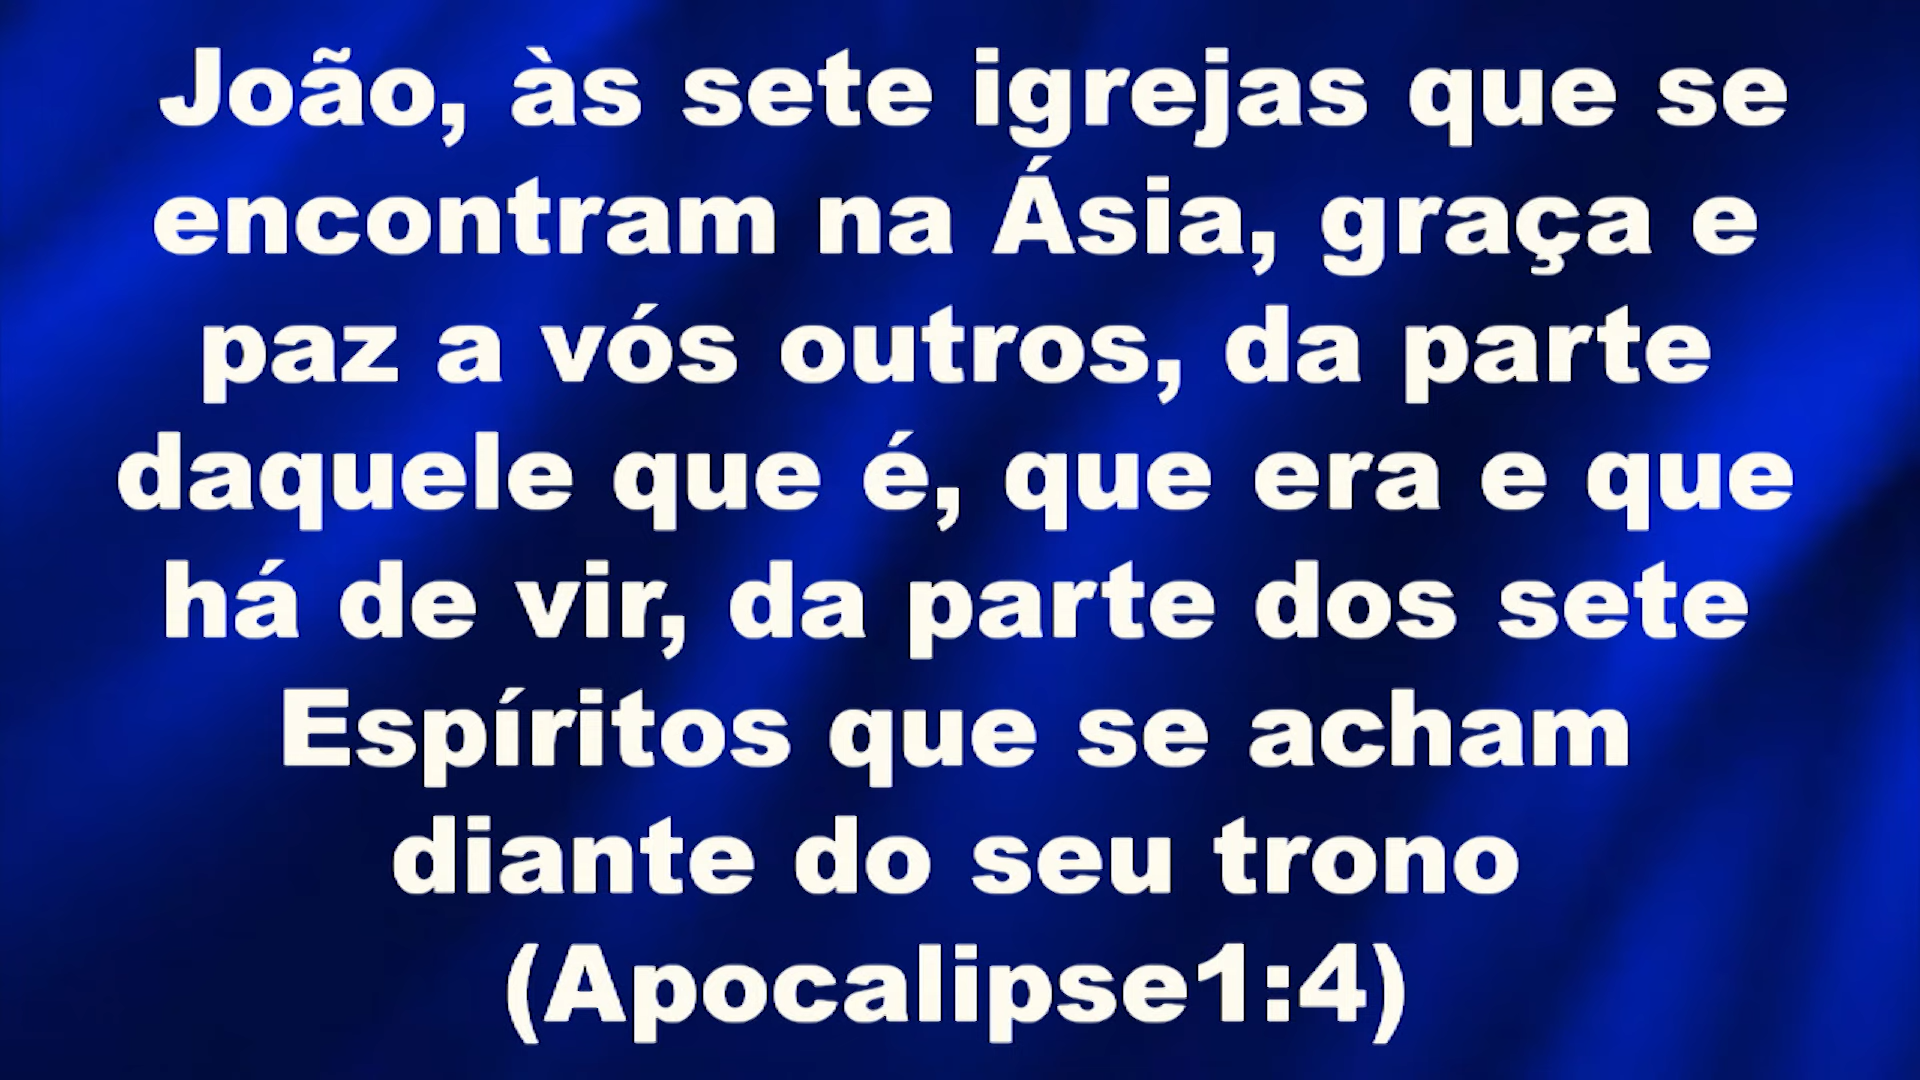 João, às sete igrejas que se
encontram na Ásia, graça e
paz a vós outros, da parte
daquele que é, que era e que
há de vir, da parte dos sete
Espíritos que se acham
diante do seu trono
(Apocalipse1:4)